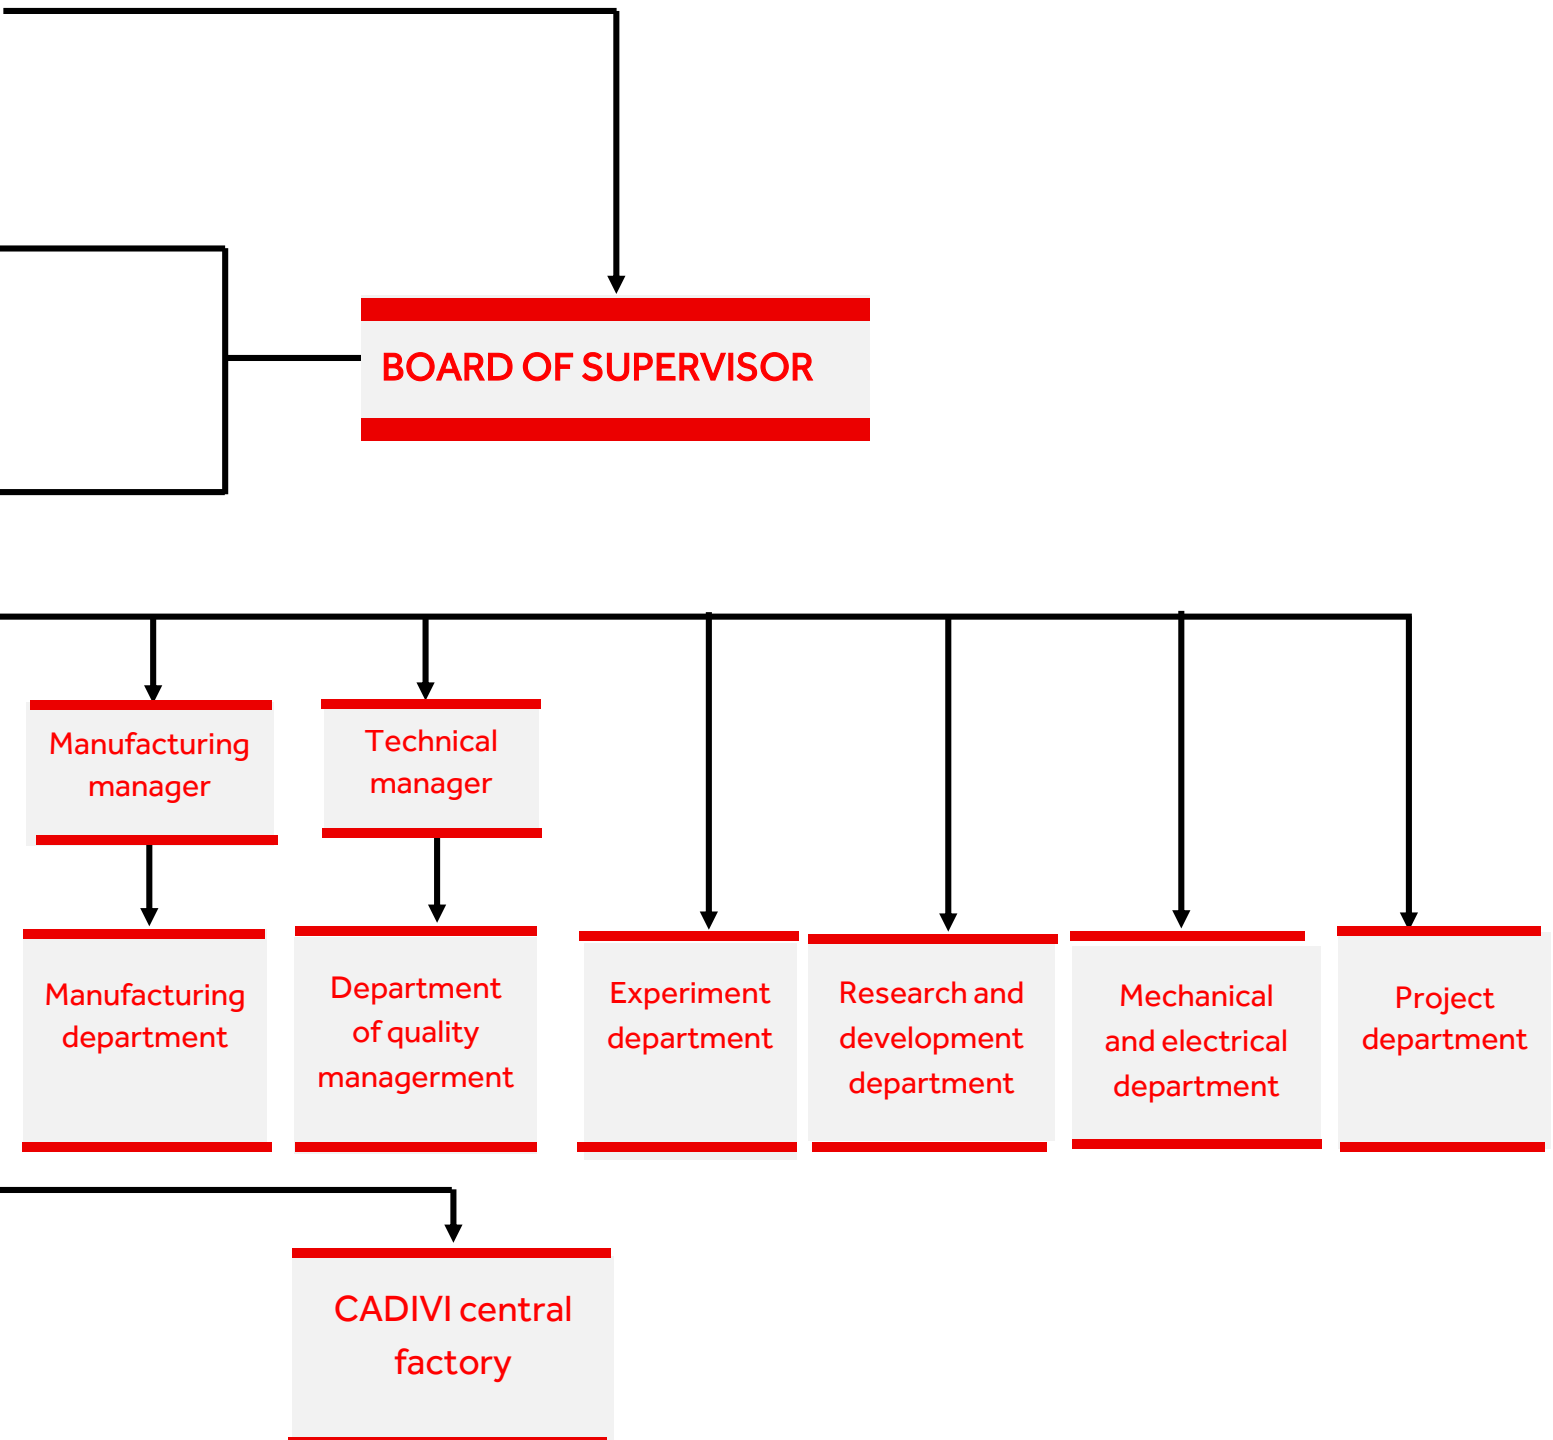 BOARD OF SUPERVISOR
Manufacturing
manager
Technical
manager
Manufacturing
department
Department
of quality
managerment
Experiment
department
Research and
development
department
Mechanical
and electrical
department
Project
department
CADIVI central
factory